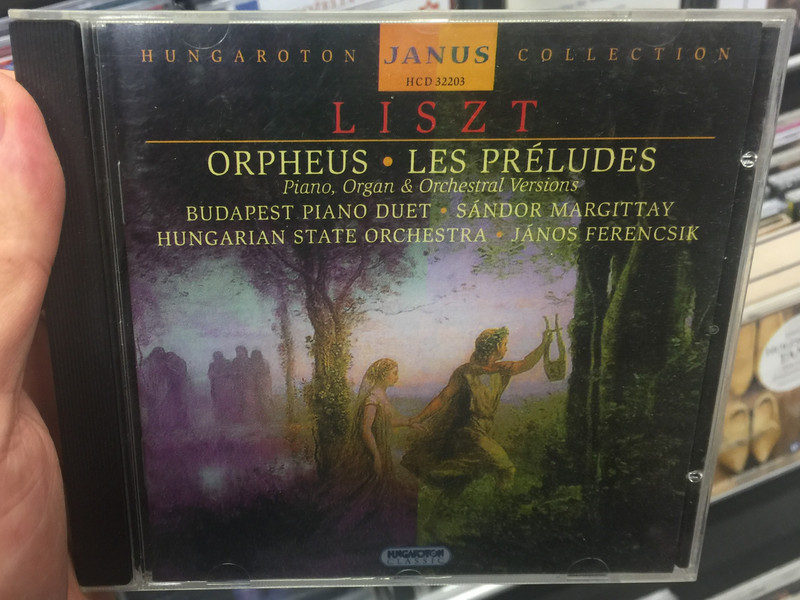 HUNGAROTON JANUS COLLECTION
HCD 32203
LISZT
ORPHEUS • LES PRÉLUDES
Piano, Organ & Orchestral Versions
BUDAPEST PIANO DUET • SÁNDOR MARGITTAY
HUNGARIAN STATE ORCHESTRA • JÁNOS FERENCSIK
HUNGAROTON
CLASSIC